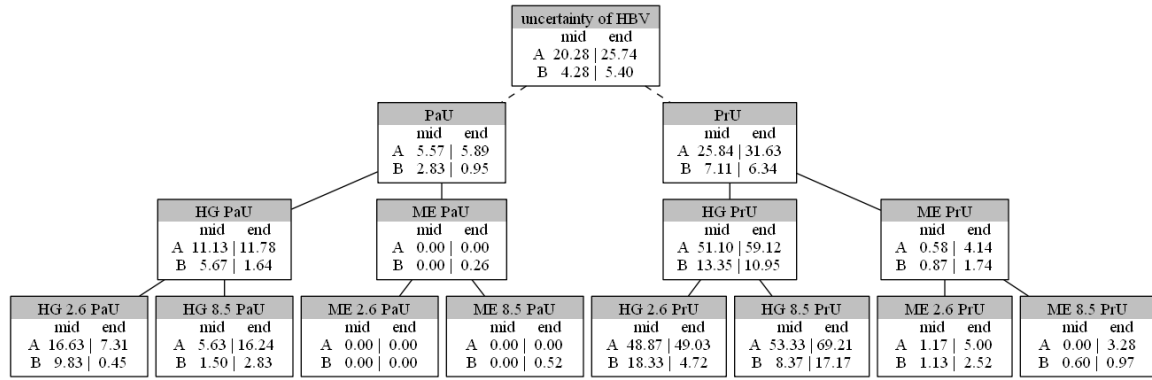 uncertainty of HBV
mid end
A 20.28 | 25.74
B 4.28 | 5.40
PaU
mid end
A 5.57 | 5.89
B 2.83 | 0.95
PrU
mid end
A 25.84 | 31.63
B 7.11 | 6.34
HG PaU
mid end
A 11.13 | 11.78
B 5.67 | 1.64
ME PaU
mid end
A 0.00 | 0.00
B 0.00 | 0.26
HG PrU
mid end
A 51.10 | 59.12
B 13.35 | 10.95
ME PrU
mid end
A 0.58 | 4.14
B 0.87 | 1.74
HG 2.6 PaU
mid end
A 16.63 | 7.31
B 9.83 | 0.45
HG 8.5 PaU
mid end
A 5.63 | 16.24
B 1.50 | 2.83
ME 2.6 PaU
mid end
A 0.00 | 0.00
B 0.00 | 0.00
ME 8.5 PaU
mid end
A 0.00 | 0.00
B 0.00 | 0.52
HG 2.6 PrU
mid end
A 48.87 | 49.03
B 18.33 | 4.72
HG 8.5 PrU
mid end
A 53.33 | 69.21
B 8.37 | 17.17
ME 2.6 PrU
mid end
A 1.17 | 5.00
B 1.13 | 2.52
ME 8.5 PrU
mid end
A 0.00 | 3.28
B 0.60 | 0.97